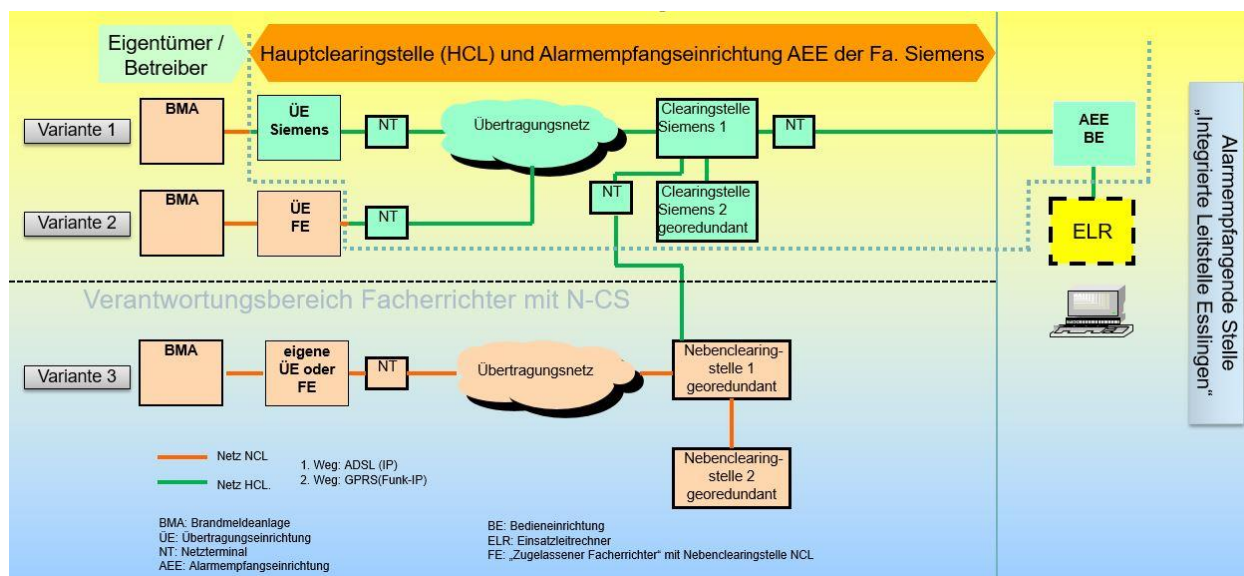 Eigentümer /
Betreiber
Hauptclearingstelle (HCL) und Alarmempfangseinrichtung AEE der Fa. Siemens
Variante 1
BMA
ÜE
Siemens
NT
Übertragungsnetz
Clearingstelle
Siemens 1
NT
AEE
BE
Variante 2
BMA
ÜE
FE
NT
NT
Clearingstelle
Siemens 2
georedundant
ELR
Alarmempfangende Stelle
„Integrierte Leitstelle Esslingen“
Verantwortungsbereich Facherrichter mit N-CS
Variante 3
BMA
eigene
ÜE oder
FE
NT
Übertragungsnetz
Nebenclearing-
stelle 1
georedundant
Nebenclearing-
stelle 2
georedundant
Netz NCL
Netz HCL.
1. Weg: ADSL (IP)
2. Weg: GPRS(Funk-IP)
BMA: Brandmeldeanlage
ÜE: Übertragungseinrichtung
NT: Netzterminal
AEE: Alarmempfangseinrichtung
BE: Bedieneinrichtung
ELR: Einsatzleitrechner
FE: „Zugelassener Facherrichter“ mit Nebenclearingstelle NCL